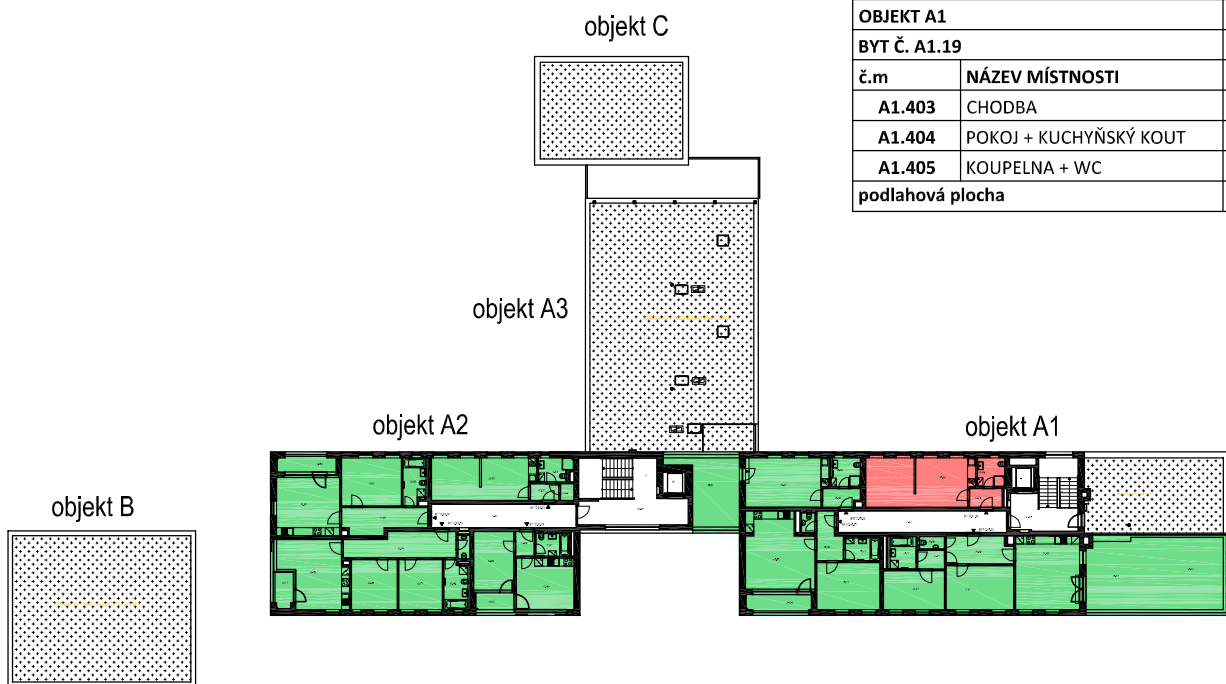 objekt C
OBJEKT A1
BYT Č. A1.19
č.m NÁZEV MÍSTNOSTI
A1.403 CHODBA
A1.404 POKOJ + KUCHYŇSKÝ KOUT
A1.405 KOUPELNA + WC
podlahová plocha
objekt A3
objekt A2
objekt A1
objekt B